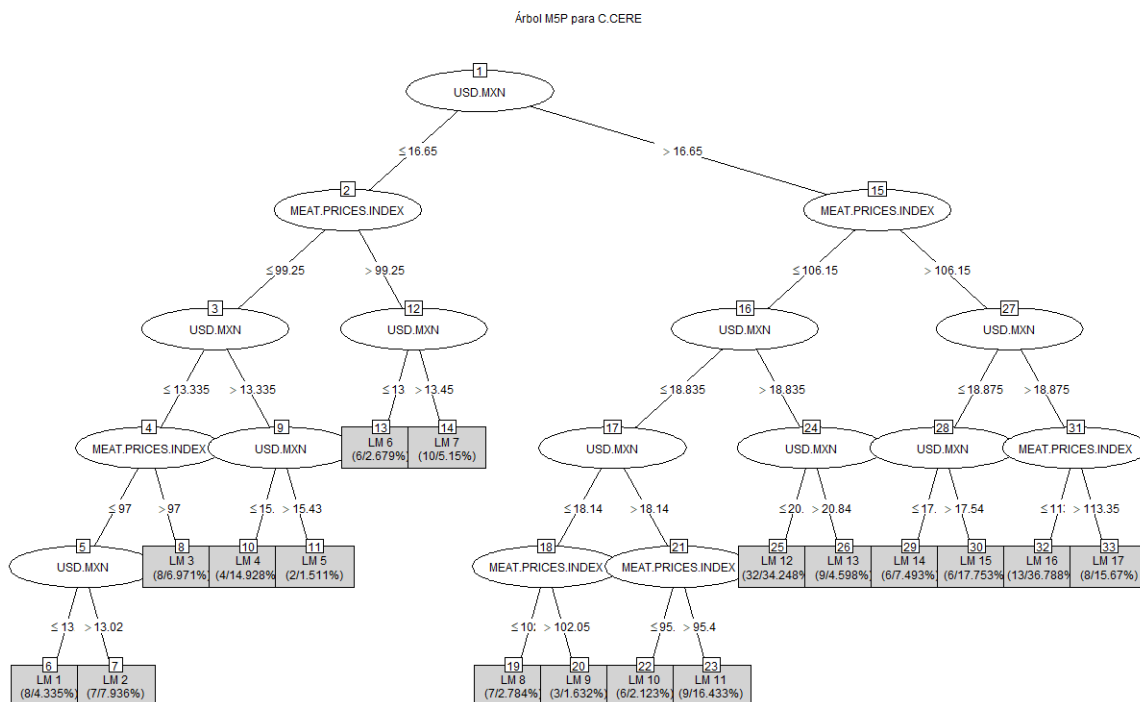 Árbol M5P para C.CERE
1
USD.MXN
≤16.65
> 16.65
2
MEAT.PRICES.INDEX
15
MEAT.PRICES.INDEX
≤99.25
> 99.25
≤106.15
> 106.15
3
USD.MXN
12
USD.MXN
16
USD.MXN
27
USD.MXN
≤13.335
> 13.335
≤13
> 13.45
≤18.835
> 18.835
≤18.875
> 18.875
4
MEAT.PRICES.INDEX
9
USD.MXN
13
LM 6
(6/2.679%)
14
LM 7
(10/5.15%)
17
USD.MXN
24
USD.MXN
28
USD.MXN
31
MEAT.PRICES.INDEX
≤97
>97
≤15.
> 15.43
≤18.14
> 18.14
≤20.
> 20.84
≤17.
> 17.54
> 113.35
5
USD.MXN
8
LM 3
(8/6.971%)
10
LM 4
(4/14.928%)
11
LM 5
(2/1.511%)
18
MEAT.PRICES.INDEX
21
MEAT.PRICES.INDEX
25
LM 12
(32/34.248%
26
LM 13
(9/4.598%)
29
LM 14
(6/7.493%)
30
LM 15
(6/17.753%)
32
LM 16
(13/36.788%
33
LM 17
(8/15.67%)
≤13
>13.02
> 102.05
≤95.
> 95.4
6
LM 1
(8/4.335%)
7
LM 2
(7/7.936%)
19
LM 8
(7/2.784%)
20
LM 9
(3/1.632%)
22
LM 10
(6/2.123%)
23
LM 11
(9/16.433%)